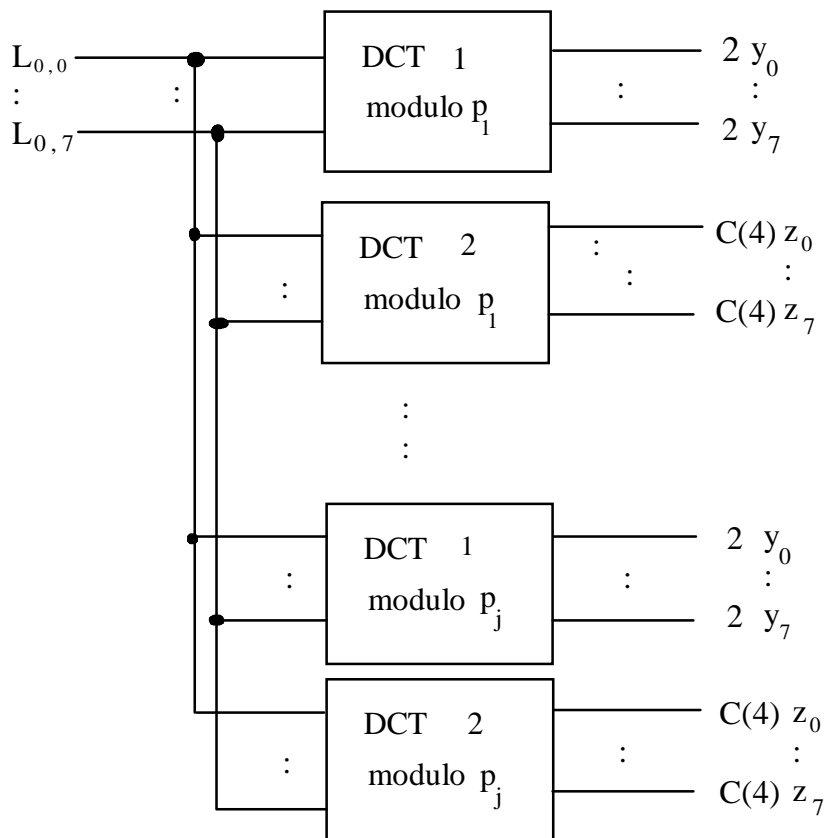 L0,0
⋮
L0,7
⋮
DCT 1
modulo p1
⋮
2 y0
⋮
2 y7
DCT 2
modulo p1
⋮
⋮
⋮
C(4) z0
⋮
C(4) z7
⋮
⋮
DCT 1
modulo pj
⋮
⋮
2 y0
⋮
2 y7
DCT 2
modulo pj
⋮
⋮
C(4) z0
⋮
C(4) z7